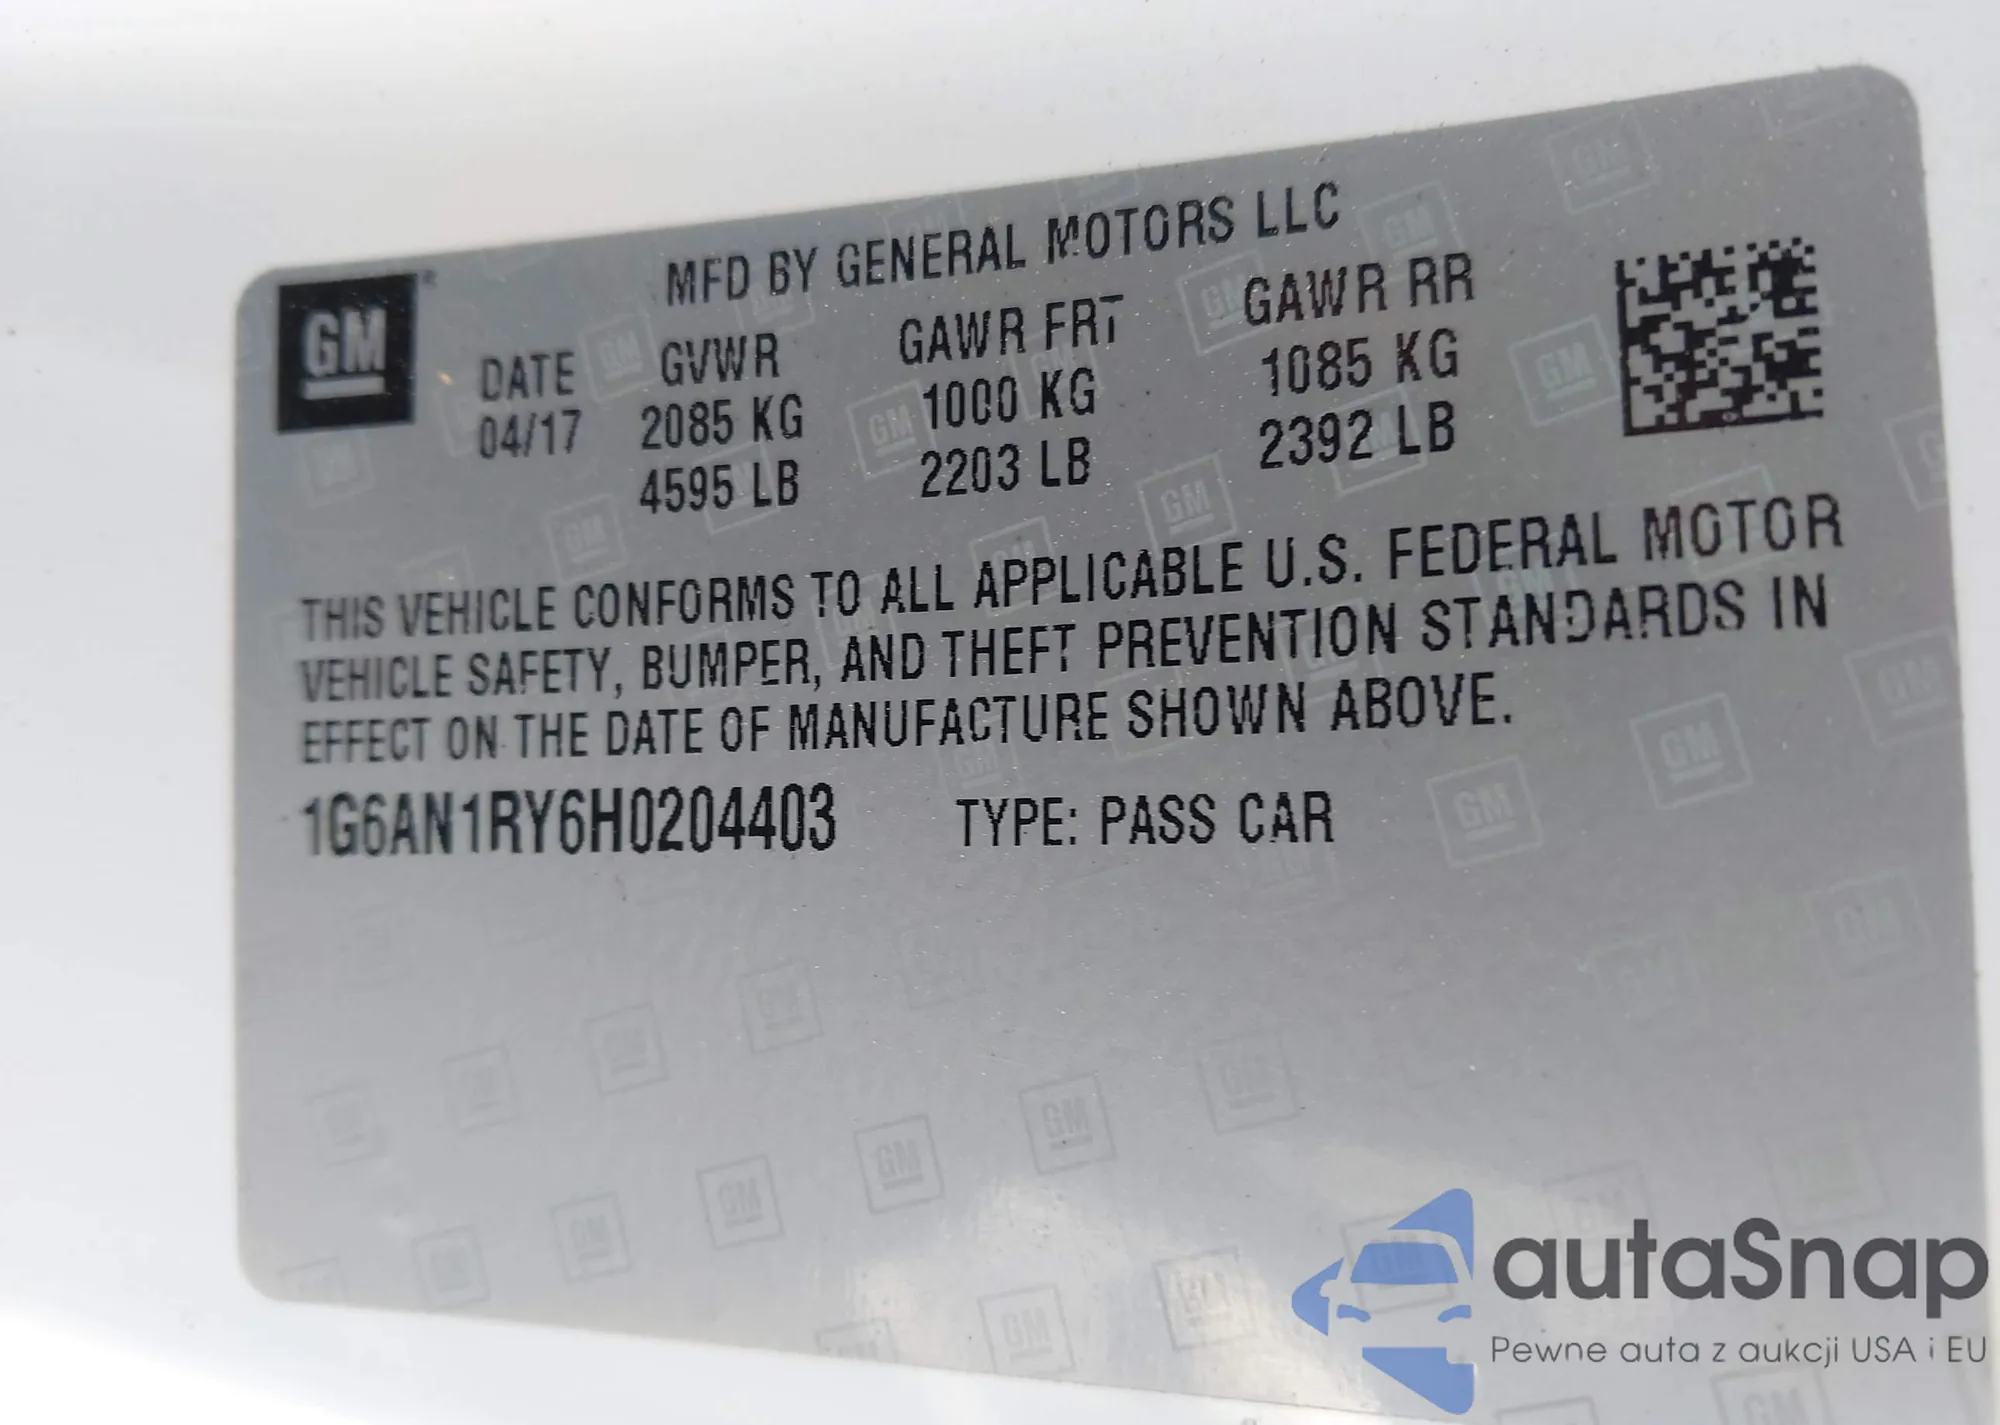 GM
MFD BY GENERAL MOTORS LLC
DATE GVWR GAWR FRT GAWR RR
04/17 2085 KG 1000 KG 1085 KG
4595 LB 2203 LB 2392 LB
THIS VEHICLE CONFORMS TO ALL APPLICABLE U.S. FEDERAL MOTOR
VEHICLE SAFETY, BUMPER, AND THEFT PREVENTION STANDARDS IN
EFFECT ON THE DATE OF MANUFACTURE SHOWN ABOVE.
1G6AN1RY6H0204403 TYPE: PASS CAR
autaSnap
Pewne auta z aukcji USA i EU